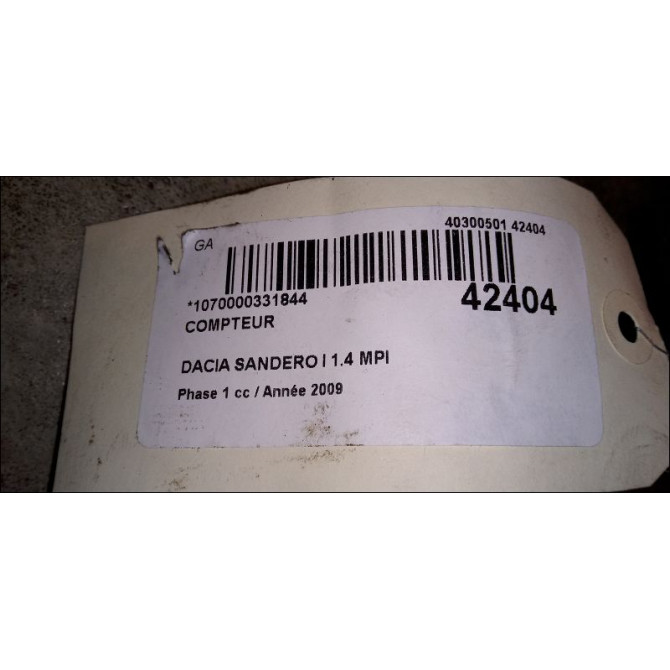 GA
40300501 42404
*1070000331844
42404
COMPTEUR
DACIA SANDERO I 1.4 MPI
Phase 1 cc / Année 2009